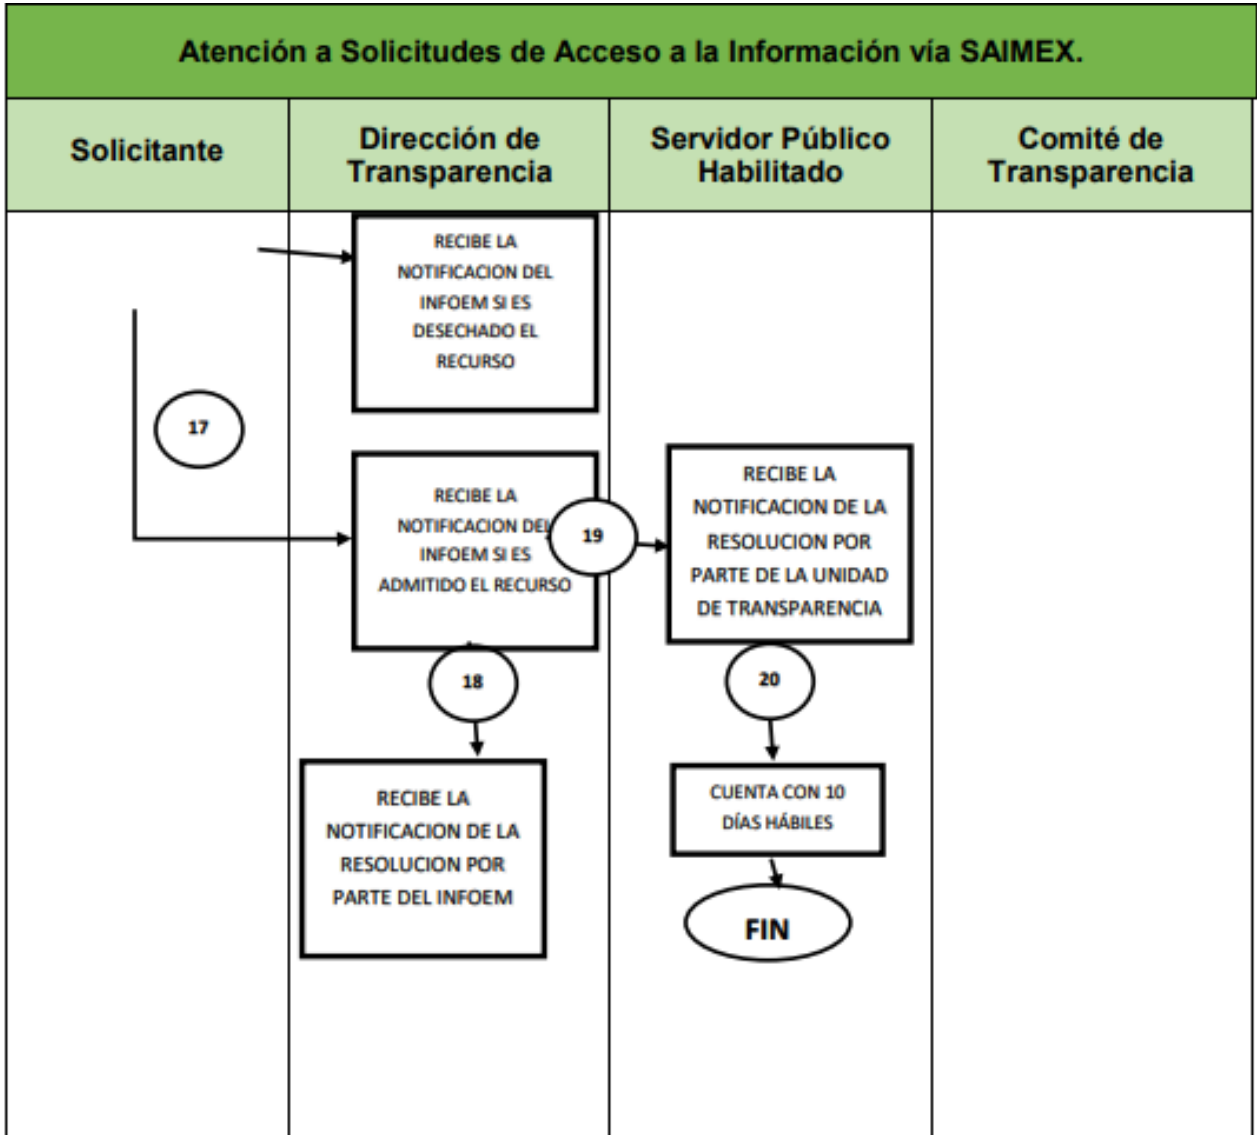 Atención a Solicitudes de Acceso a la Información vía SAIMEX.
Solicitante
Dirección de
Transparencia
Servidor Público
Habilitado
Comité de
Transparencia
RECIBE LA
NOTIFICACION DEL
INFOEM SI ES
DESECHADO EL
RECURSO
17
RECIBE LA
NOTIFICACION DEL
INFOEM SI ES
ADMITIDO EL RECURSO
19
RECIBE LA
NOTIFICACION DE LA
RESOLUCION POR
PARTE DE LA UNIDAD
DE TRANSPARENCIA
18
20
RECIBE LA
NOTIFICACION DE LA
RESOLUCION POR
PARTE DEL INFOEM
CUENTA CON 10
DÍAS HÁBILES
FIN